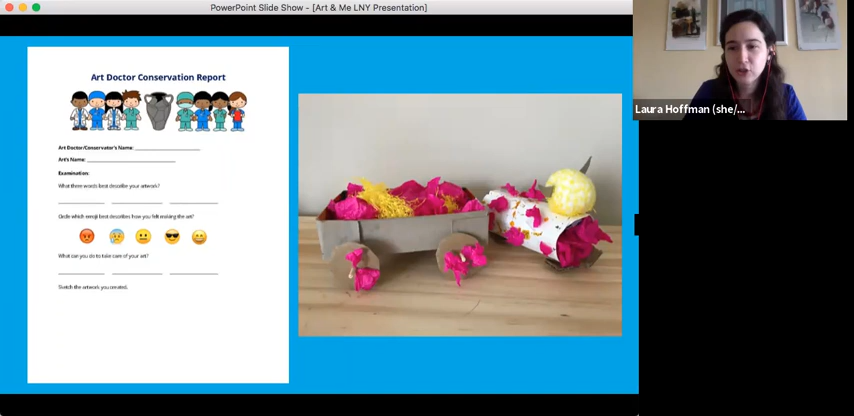 PowerPoint Slide Show - [Art & Me LNY Presentation]
Laura Hoffman (she/...
Art Doctor Conservation Report
Art Doctor/Conservator's Name: ____________________
Art's Name: ____________________
Examination:
What three words best describe your artwork?
Circle which emoji best describes how you felt making the art?
What can you do to take care of your art?
Sketch the artwork you created.